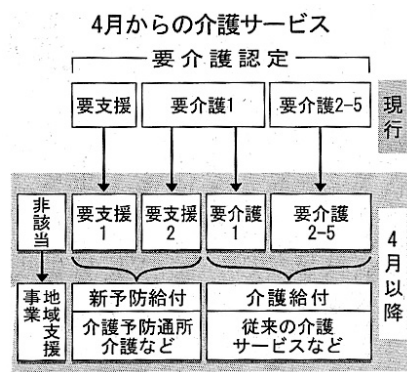 4月からの介護サービス
要介護認定
要支援
要介護1
要介護2-5
現行
非該当
要支援
1
要支援
2
要介護
1
要介護
2-5
4月以降
地域支援
事業
新予防給付
介護予防通所
介護など
介護給付
従来の介護
サービスなど